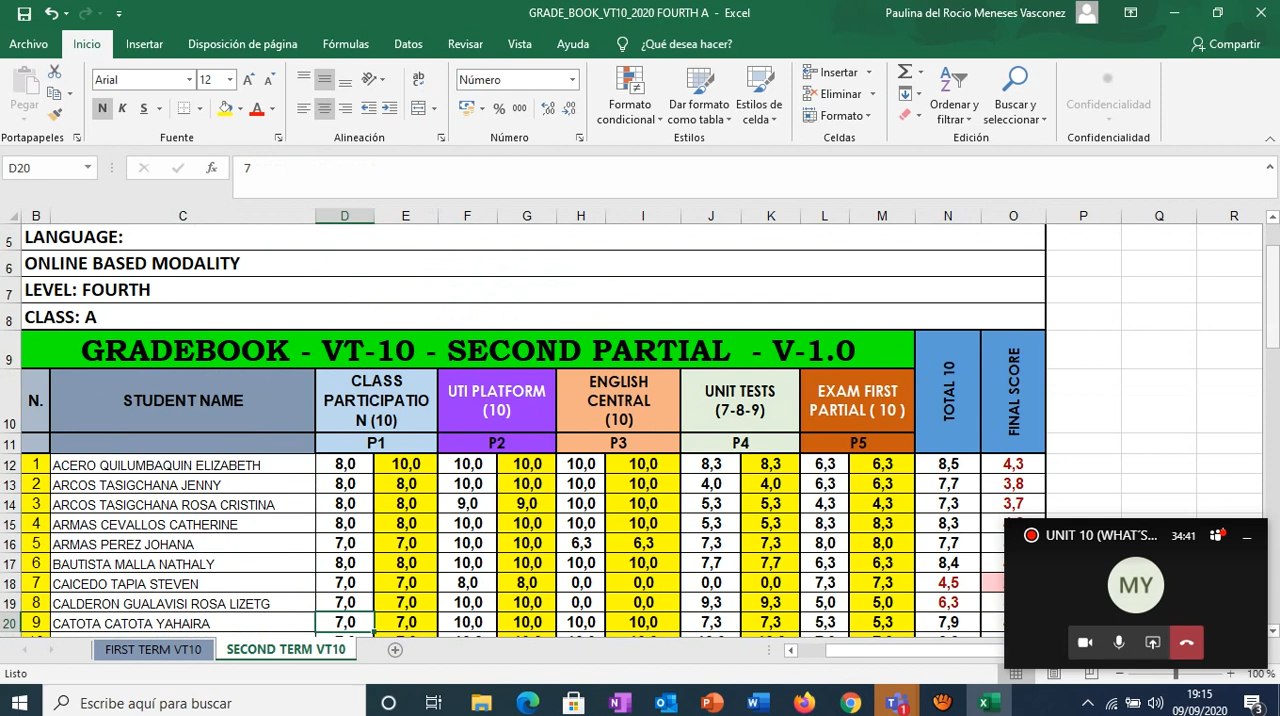 GRADE_BOOK_VT10_2020 FOURTH A - Excel Paulina del Rocio Meneses Vasconez
Archivo Inicio Insertar Disposición de página Fórmulas Datos Revisar Vista Ayuda ¿Qué desea hacer? Compartir
Pegar Arial 12 ab Número Formato condicional Dar formato como tabla Estilos de celda Insertar Eliminar Formato Ordenar y filtrar Buscar y seleccionar Confidencialidad
N K S A % 000
Portapapeles Fuente Alineación Número Estilos Celdas Edición Confidencialidad
D20 fx 7
B C D E F G H I J K L M N O P Q R
5 LANGUAGE:
6 ONLINE BASED MODALITY
7 LEVEL: FOURTH
8 CLASS: A
9 GRADEBOOK - VT-10 - SECOND PARTIAL - V-1.0 TOTAL 10 FINAL SCORE
10 N. STUDENT NAME CLASS PARTICIPATIO N (10) UTI PLATFORM (10) ENGLISH CENTRAL (10) UNIT TESTS (7-8-9) EXAM FIRST PARTIAL ( 10 )
11 P1 P2 P3 P4 P5
12 1 ACERO QUILUMBAQUIN ELIZABETH 8,0 10,0 10,0 10,0 10,0 10,0 8,3 8,3 6,3 6,3 8,5 4,3
13 2 ARCOS TASIGCHANA JENNY 8,0 8,0 10,0 10,0 10,0 10,0 4,0 4,0 6,3 6,3 7,7 3,8
14 3 ARCOS TASIGCHANA ROSA CRISTINA 8,0 8,0 9,0 9,0 10,0 10,0 5,3 5,3 4,3 4,3 7,3 3,7
15 4 ARMAS CEVALLOS CATHERINE 8,0 8,0 10,0 10,0 10,0 10,0 5,3 5,3 8,3 8,3 8,3
16 5 ARMAS PEREZ JOHANA 7,0 7,0 10,0 10,0 6,3 6,3 7,3 7,3 8,0 8,0 7,7
17 6 BAUTISTA MALLA NATHALY 8,0 8,0 10,0 10,0 10,0 10,0 7,7 7,7 6,3 6,3 8,4
18 7 CAICEDO TAPIA STEVEN 7,0 7,0 8,0 8,0 0,0 0,0 0,0 0,0 7,3 7,3 4,5
19 8 CALDERON GUALAVISI ROSA LIZETG 7,0 7,0 10,0 10,0 0,0 0,0 9,3 9,3 5,0 5,0 6,3
20 9 CATOTA CATOTA YAHAIRA 7,0 7,0 10,0 10,0 10,0 10,0 7,3 7,3 5,0 5,0 7,9
UNIT 10 (WHAT'S... 34:41
MY
FIRST TERM VT10 SECOND TERM VT10
Listo 100 %
Escribe aquí para buscar 1 19:15
09/09/2020 3